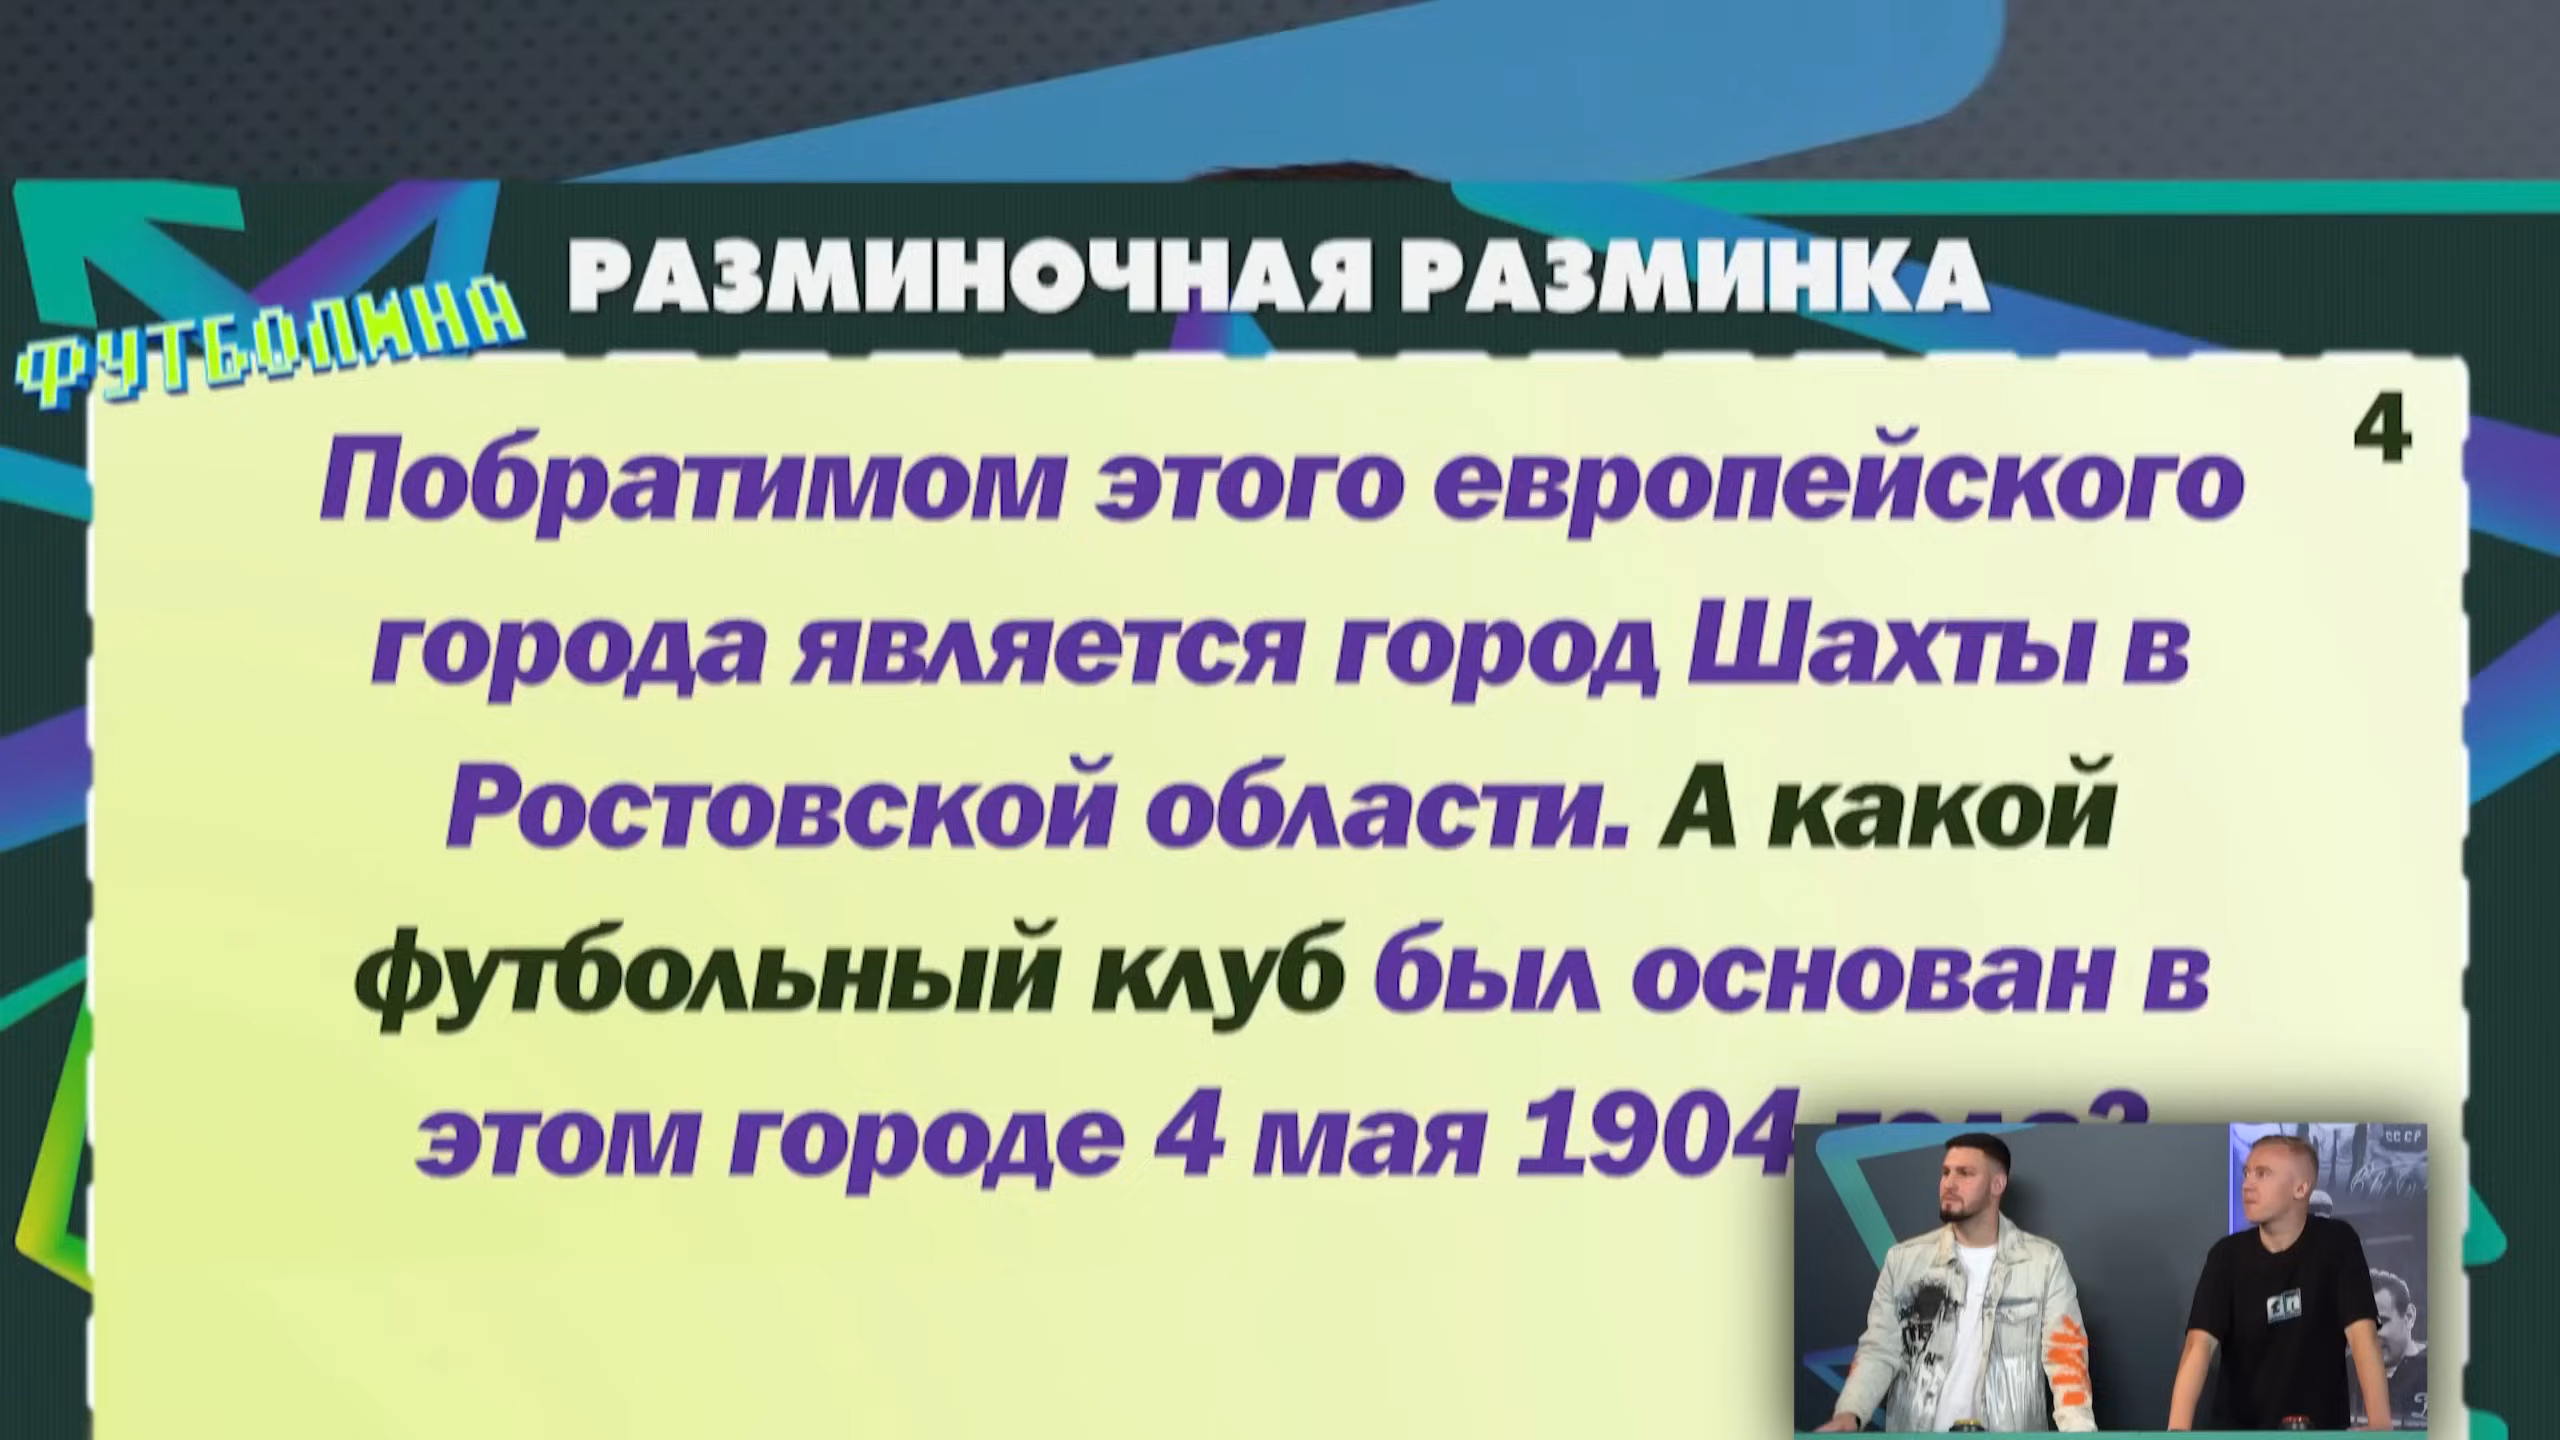 РАЗМИНОЧНАЯ РАЗМИНКА
ФУТБОЛИНА
4
Побратимом этого европейского
города является город Шахты в
Ростовской области. А какой
футбольный клуб был основан в
этом городе 4 мая 1904
СССР